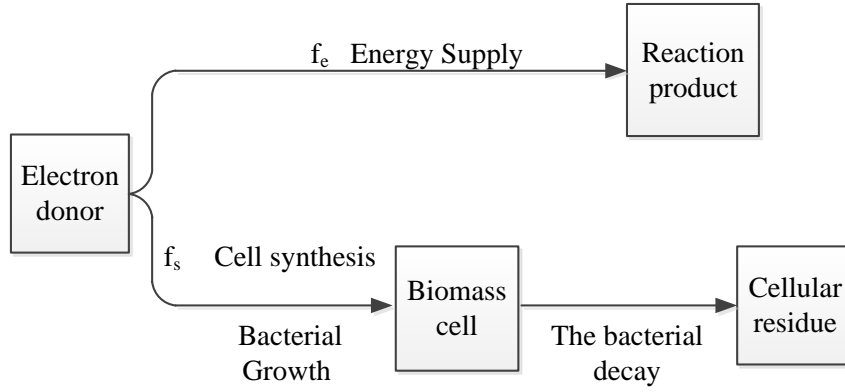 fe Energy Supply
Reaction
product
Electron
donor
fs Cell synthesis
Bacterial
Growth
Biomass
cell
The bacterial
decay
Cellular
residue